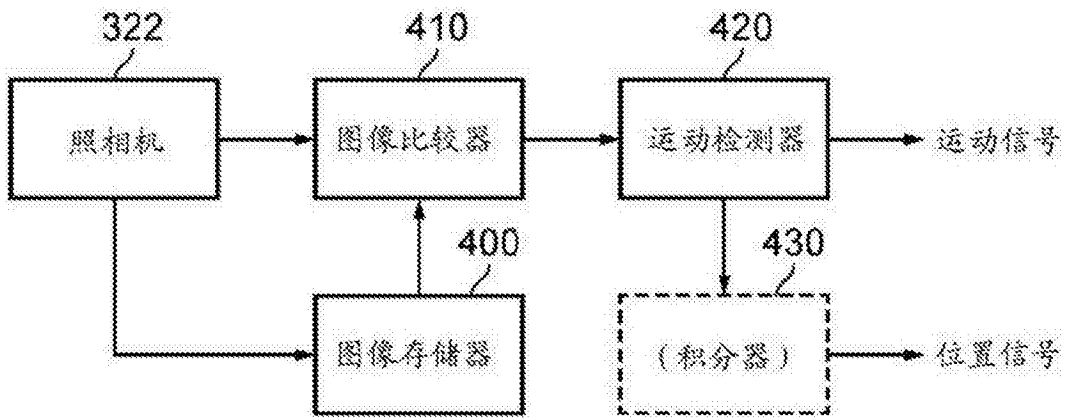 322
410
420
照相机
图像比较器
运动检测器
运动信号
400
430
图像存储器
（积分器）
位置信号